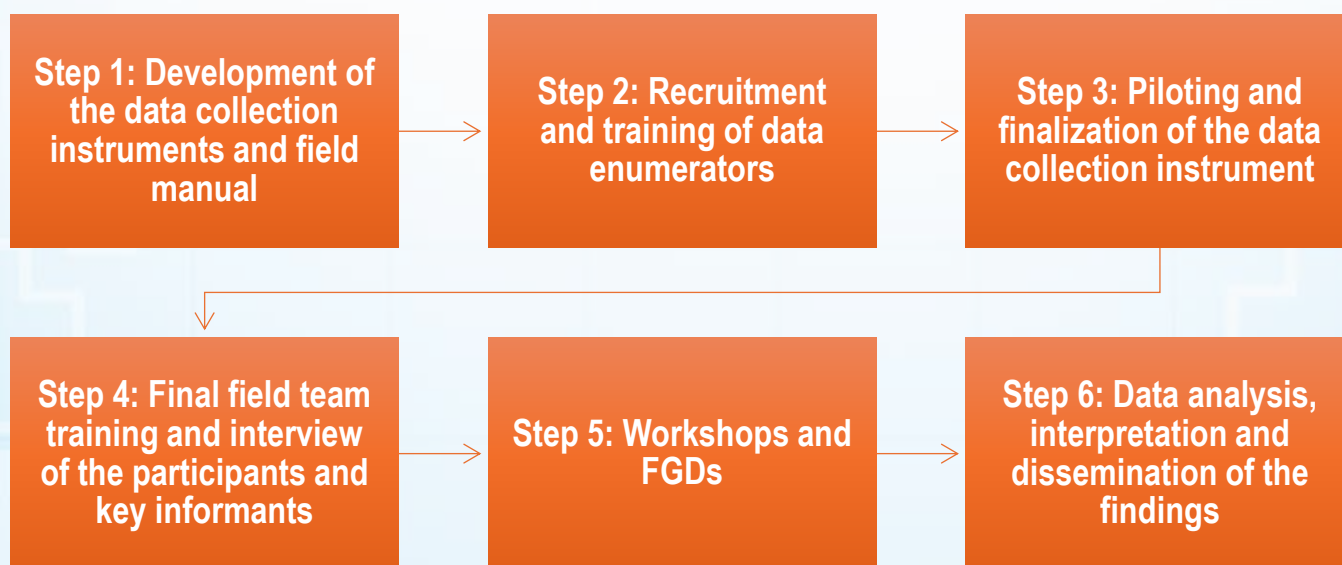 Step 1: Development of
the data collection
instruments and field
manual
Step 2: Recruitment
and training of data
enumerators
Step 3: Piloting and
finalization of the data
collection instrument
Step 4: Final field team
training and interview
of the participants and
key informants
Step 5: Workshops and
FGDs
Step 6: Data analysis,
interpretation and
dissemination of the
findings